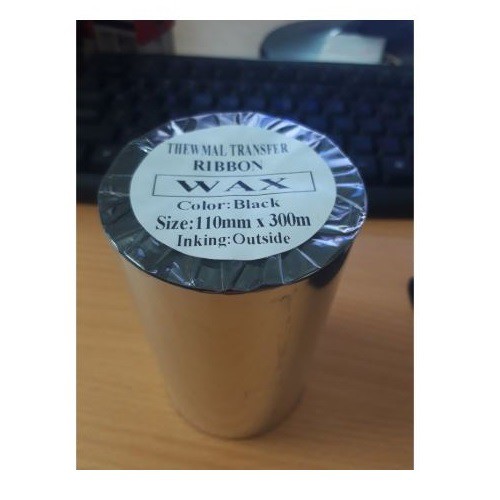 THEWMAL TRANSFER
RIBBON
WAX
Color:Black
Size:110mm x 300m
Inking:Outside